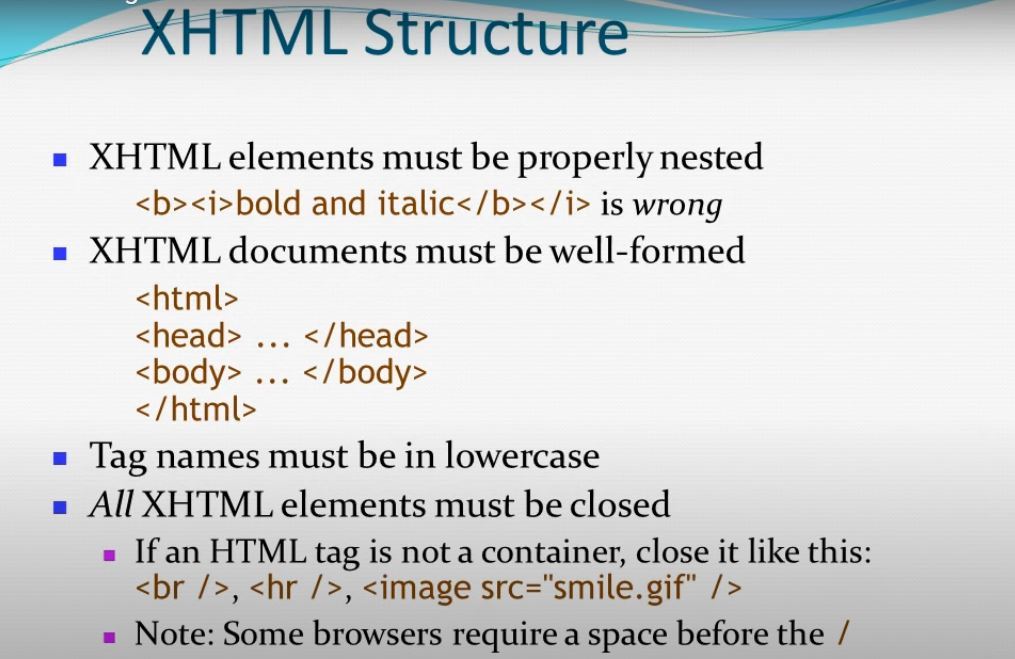 XHTML Structure
XHTML elements must be properly nested
<b><i>bold and italic</b></i> is wrong
XHTML documents must be well-formed
<html>
<head> ... </head>
<body> ... </body>
</html>
Tag names must be in lowercase
All XHTML elements must be closed
If an HTML tag is not a container, close it like this:
<br />, <hr />, <image src="smile.gif" />
Note: Some browsers require a space before the /